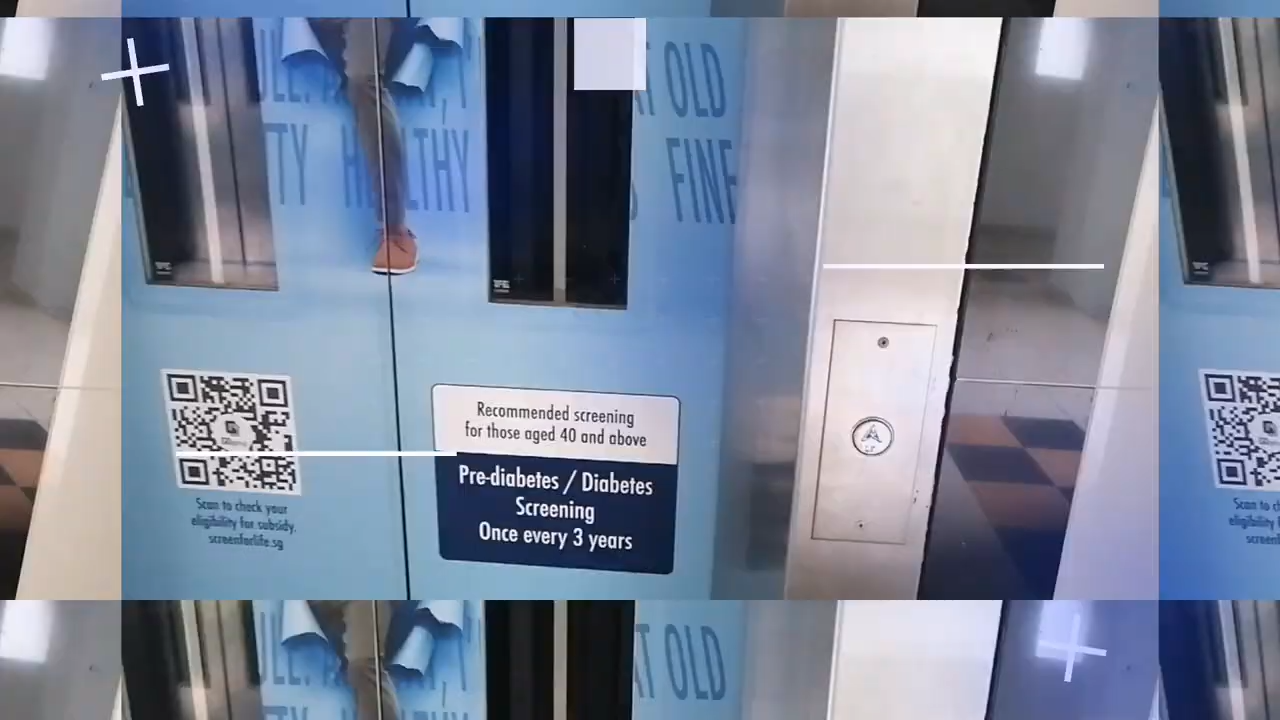 OLD
HEALTHY
FINE
Scan to check your
eligibility for subsidy.
screenforlife.sg
Recommended screening
for those aged 40 and above
Pre-diabetes / Diabetes
Screening
Once every 3 years
OLD